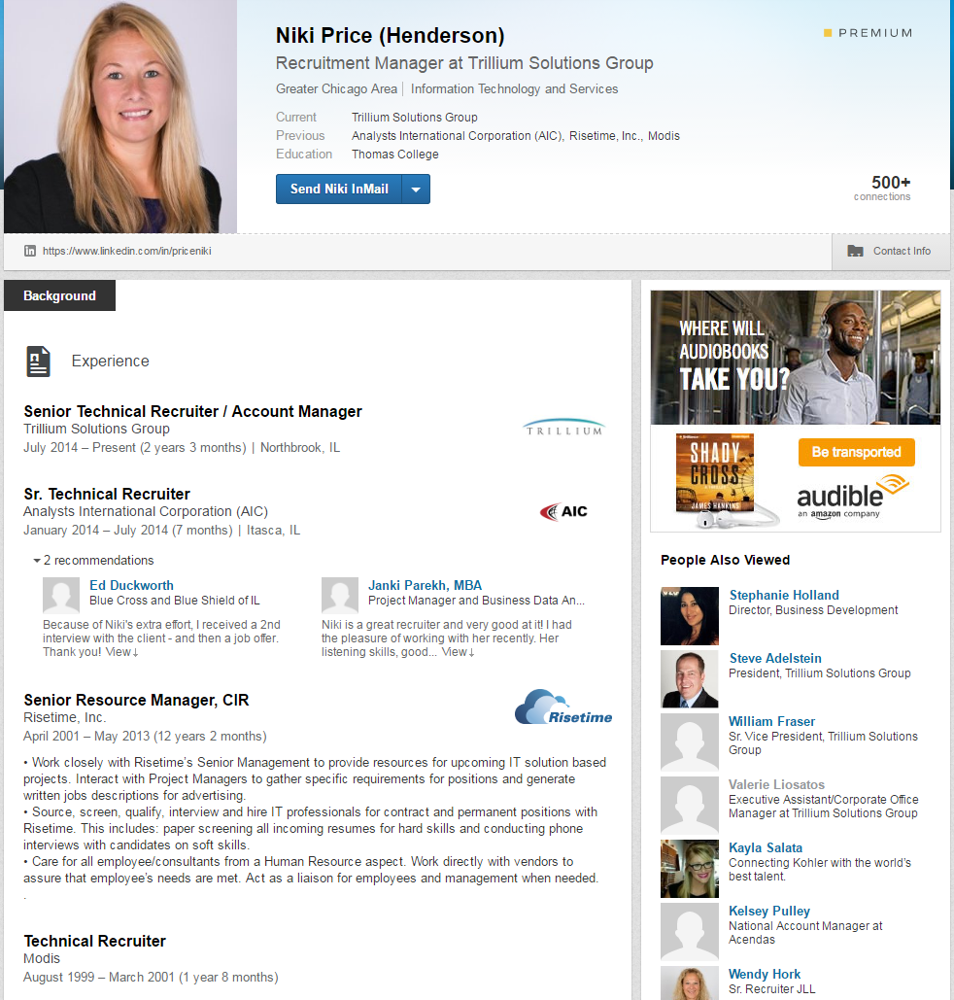 Niki Price (Henderson)
PREMIUM
Recruitment Manager at Trillium Solutions Group
Greater Chicago Area | Information Technology and Services
Current Trillium Solutions Group
Previous Analysts International Corporation (AIC), Risetime, Inc., Modis
Education Thomas College
Send Niki InMail
500+
connections
in https://www.linkedin.com/in/priceniki
Contact Info
Background
Experience
Senior Technical Recruiter / Account Manager
Trillium Solutions Group
July 2014 – Present (2 years 3 months) | Northbrook, IL
TRILLIUM
Sr. Technical Recruiter
Analysts International Corporation (AIC)
January 2014 – July 2014 (7 months) | Itasca, IL
AIC
2 recommendations
Ed Duckworth
Blue Cross and Blue Shield of IL
Because of Niki's extra effort, I received a 2nd
interview with the client - and then a job offer.
Thank you! View↓
Janki Parekh, MBA
Project Manager and Business Data An...
Niki is a great recruiter and very good at it! I had
the pleasure of working with her recently. Her
listening skills, good... View↓
Senior Resource Manager, CIR
Risetime, Inc.
April 2001 – May 2013 (12 years 2 months)
Risetime
• Work closely with Risetime’s Senior Management to provide resources for upcoming IT solution based
projects. Interact with Project Managers to gather specific requirements for positions and generate
written jobs descriptions for advertising.
• Source, screen, qualify, interview and hire IT professionals for contract and permanent positions with
Risetime. This includes: paper screening all incoming resumes for hard skills and conducting phone
interviews with candidates on soft skills.
• Care for all employee/consultants from a Human Resource aspect. Work directly with vendors to
assure that employee’s needs are met. Act as a liaison for employees and management when needed.
.
Technical Recruiter
Modis
August 1999 – March 2001 (1 year 8 months)
WHERE WILL
AUDIOBOOKS
TAKE YOU?
SHADY
CROSS
JAMES HANKINS
Be transported
audible
an amazon company
People Also Viewed
Stephanie Holland
Director, Business Development
Steve Adelstein
President, Trillium Solutions Group
William Fraser
Sr. Vice President, Trillium Solutions
Group
Valerie Liosatos
Executive Assistant/Corporate Office
Manager at Trillium Solutions Group
Kayla Salata
Connecting Kohler with the world’s
best talent.
Kelsey Pulley
National Account Manager at
Acendas
Wendy Hork
Sr. Recruiter JLL